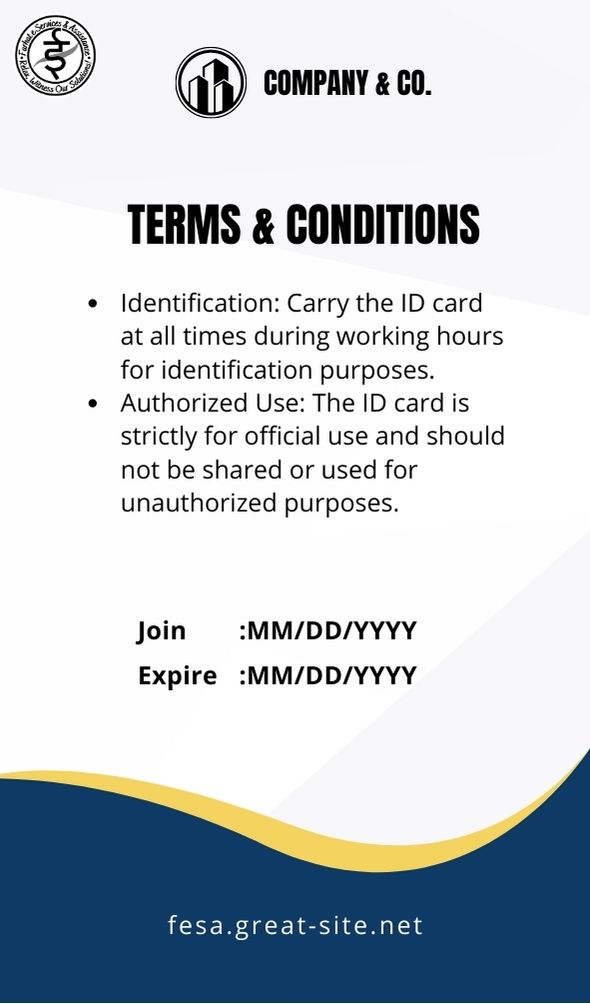 Farhat e-Services & Assistance
Relax, Witness Our Solutions!
COMPANY & CO.
TERMS & CONDITIONS
• Identification: Carry the ID card
at all times during working hours
for identification purposes.
• Authorized Use: The ID card is
strictly for official use and should
not be shared or used for
unauthorized purposes.
Join :MM/DD/YYYY
Expire :MM/DD/YYYY
fesa.great-site.net